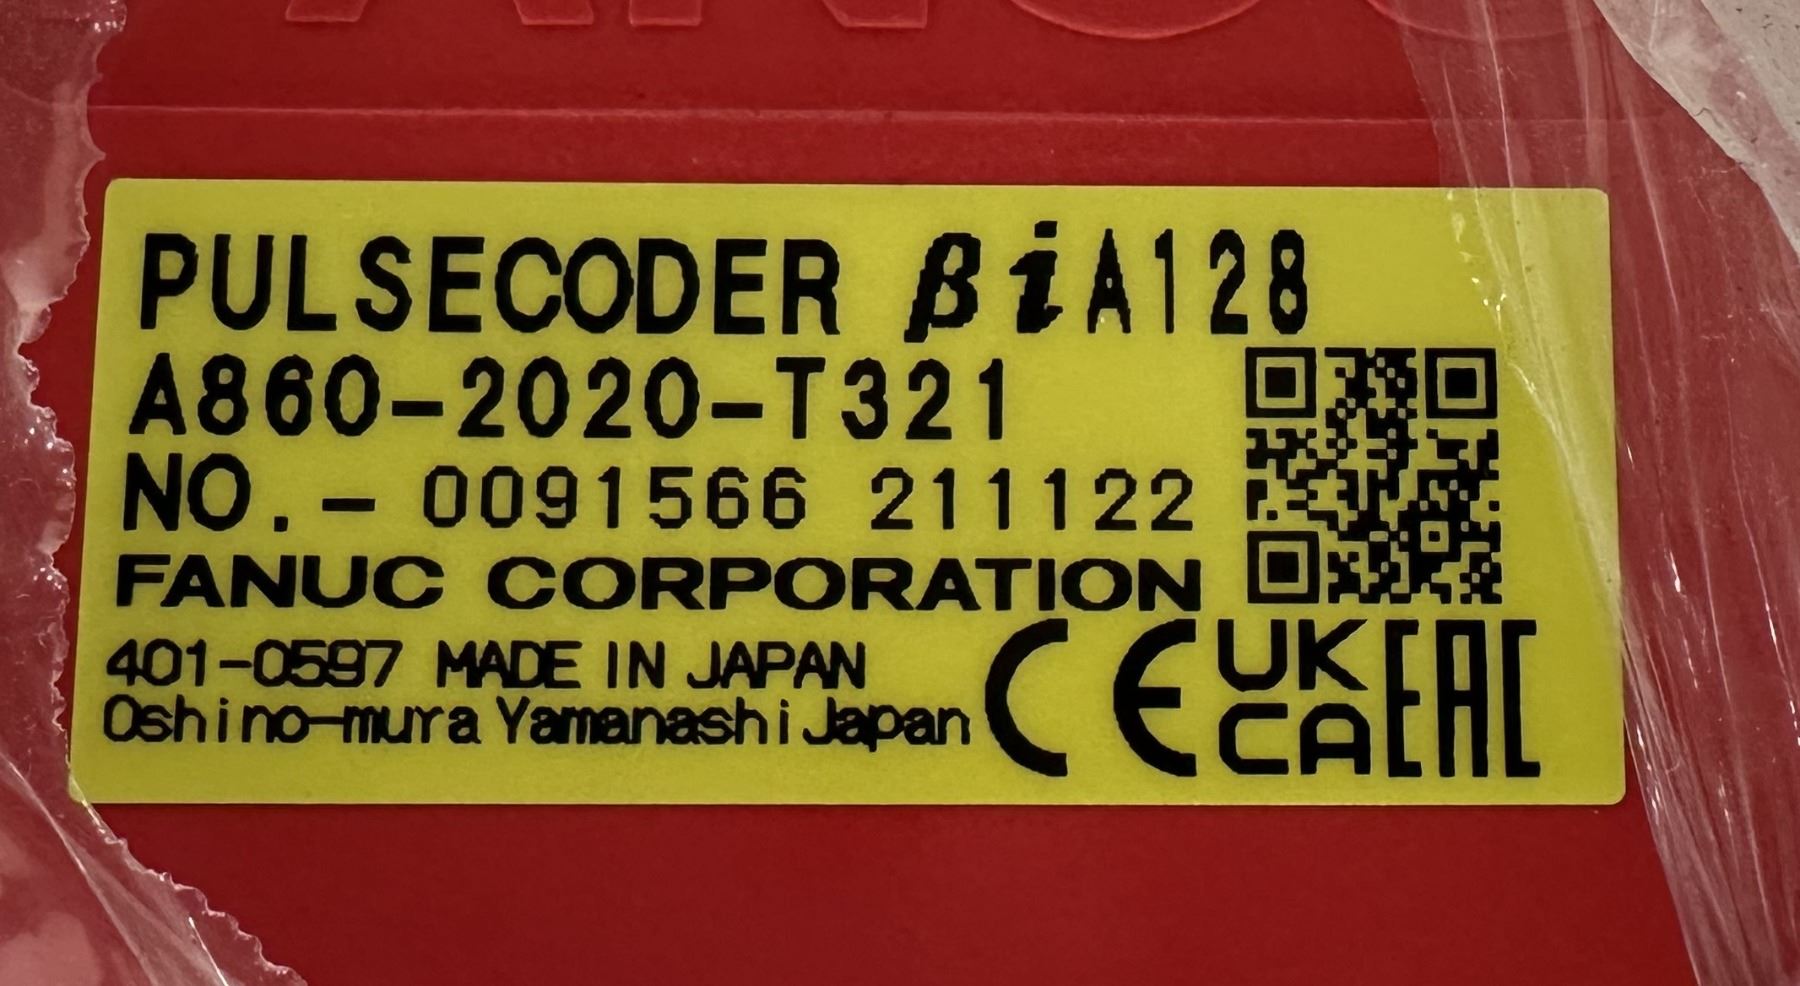 PULSECODER βiA128
A860-2020-T321
NO.- 0091566 211122
FANUC CORPORATION
401-0597 MADE IN JAPAN
Oshino-mura Yamanashi Japan
CE UK CA EAC